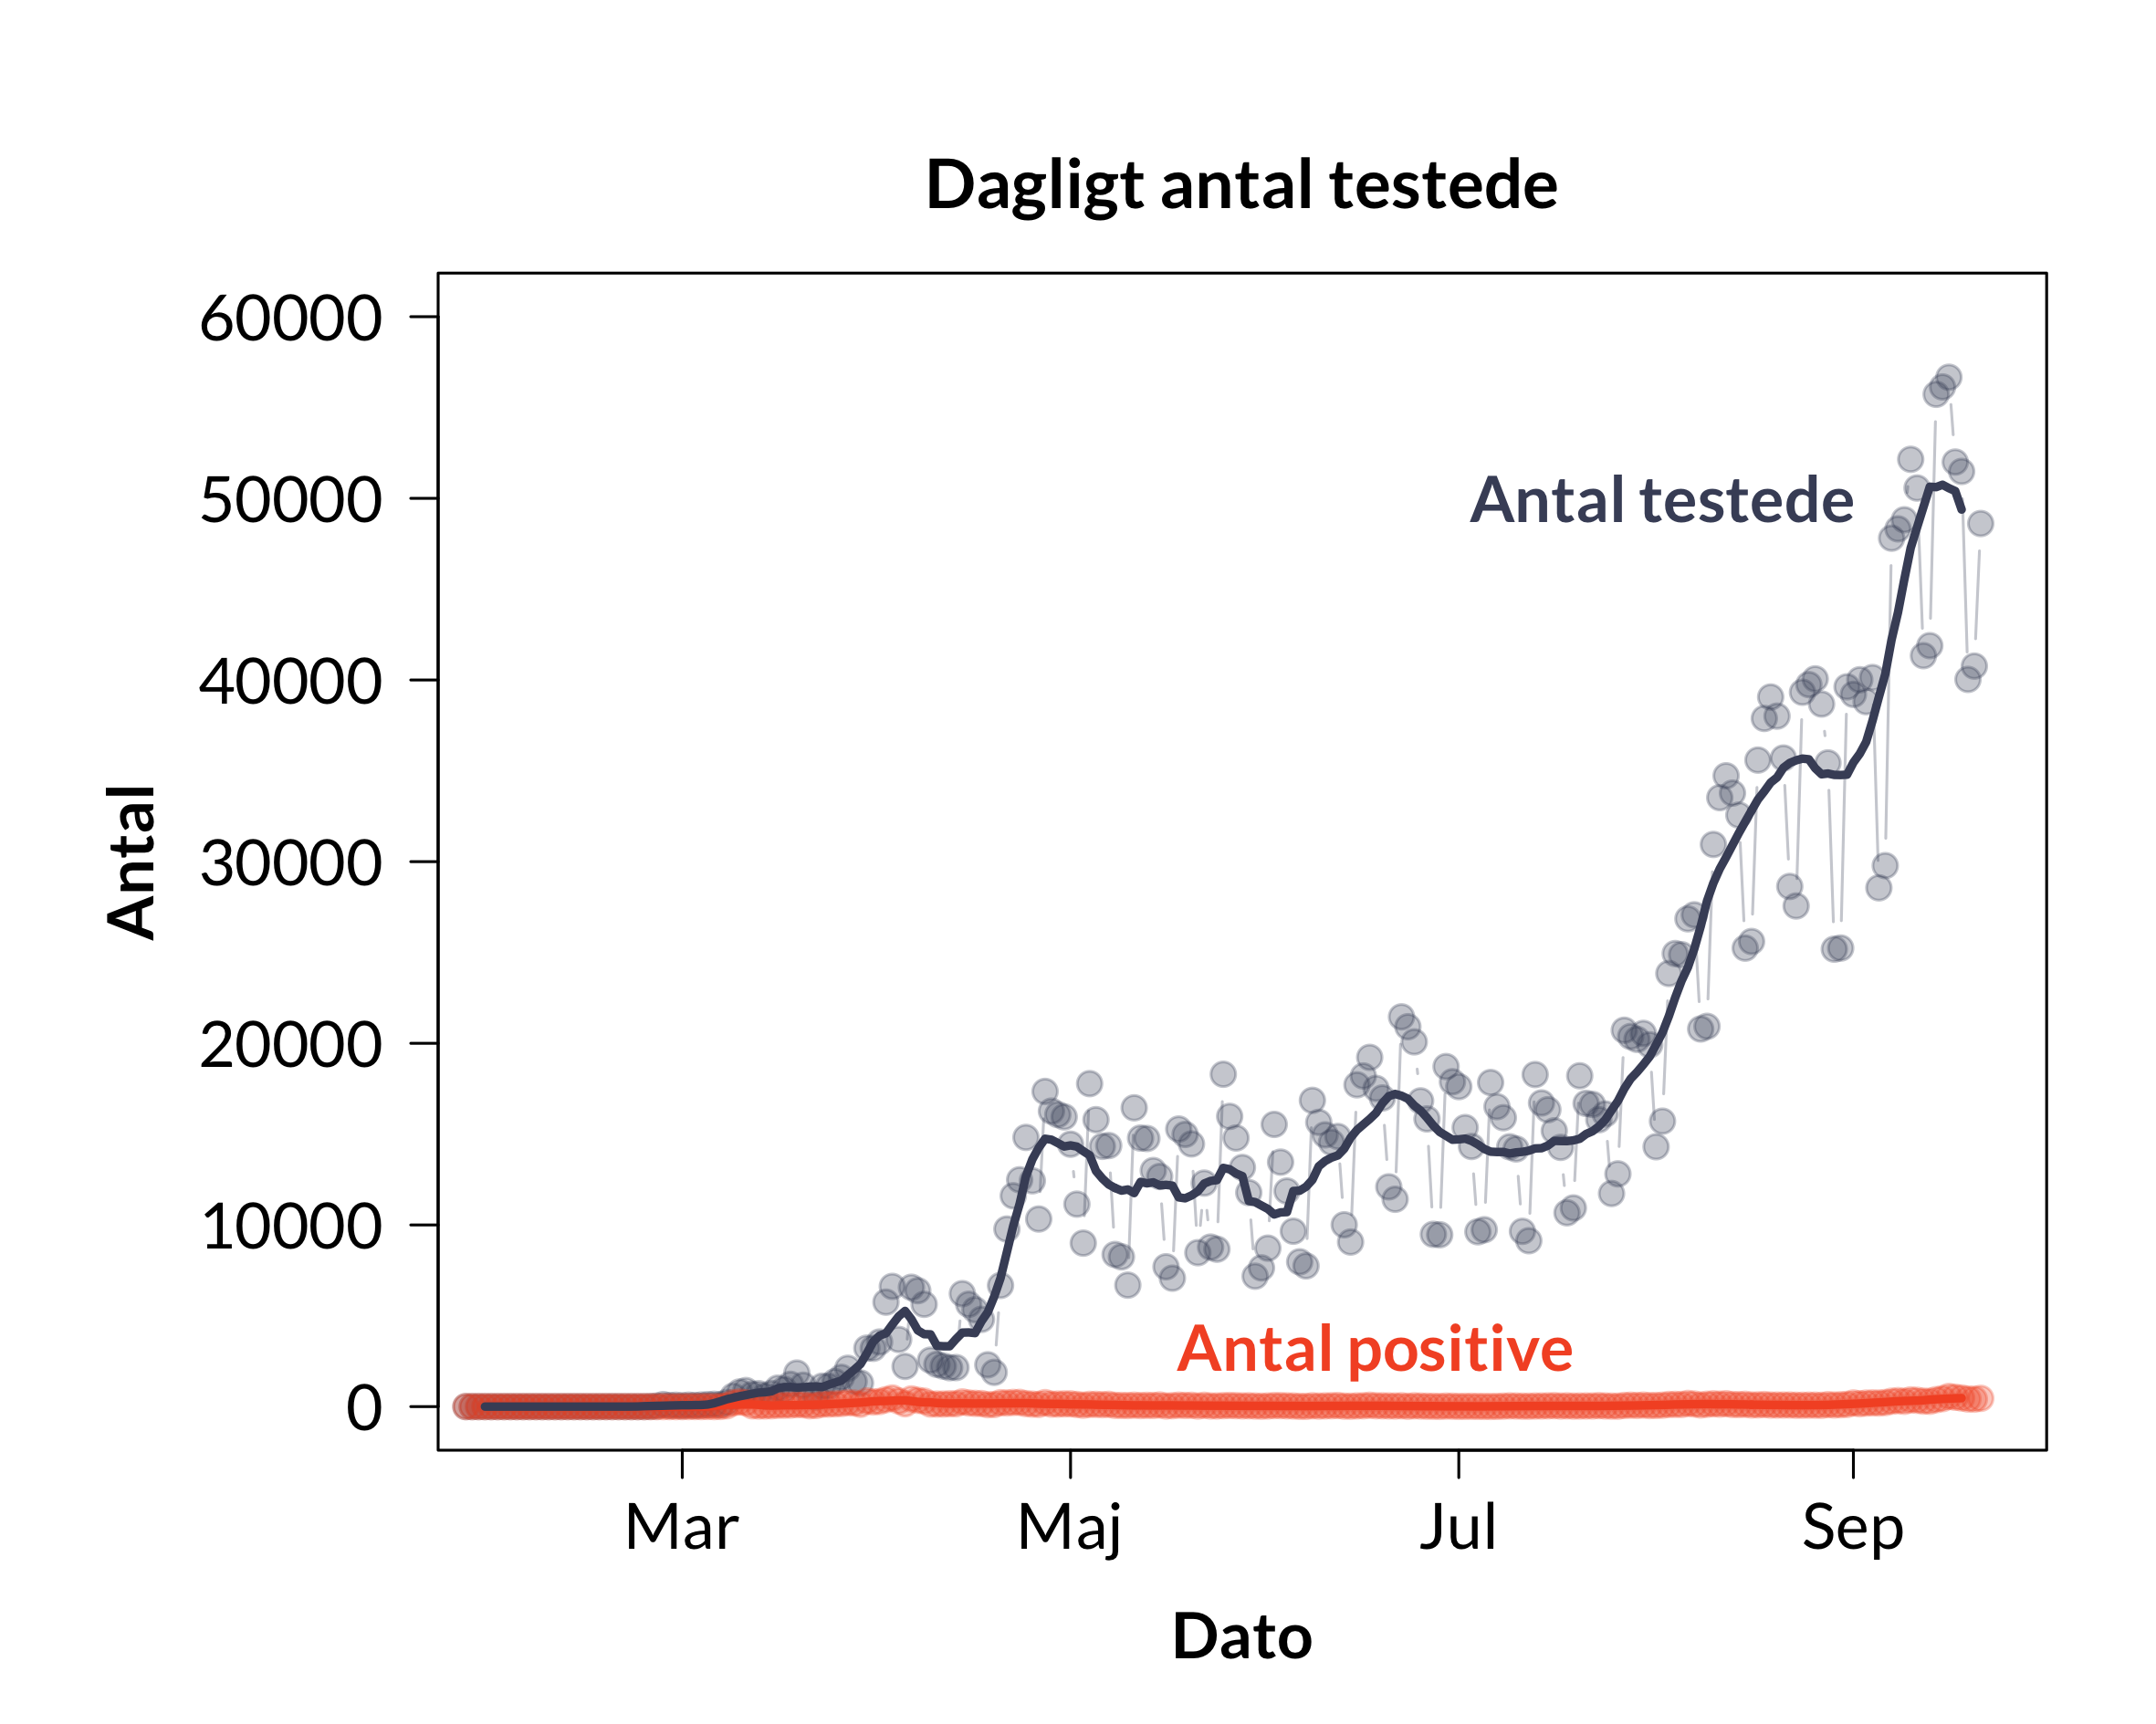 Dagligt antal testede
60000
50000
40000
30000
20000
10000
0
Antal
Antal testede
Antal positive
Mar
Maj
Jul
Sep
Dato